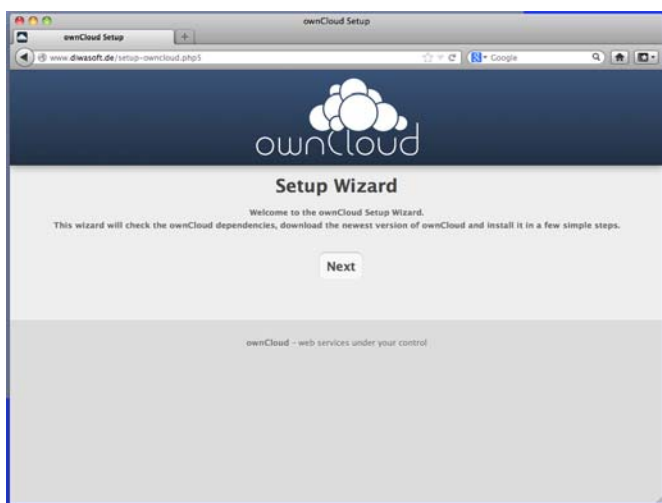 ownCloud Setup
ownCloud Setup
www.diwasoft.de/setup-owncloud.php5
Google
ownCloud
Setup Wizard
Welcome to the ownCloud Setup Wizard.
This wizard will check the ownCloud dependencies, download the newest version of ownCloud and install it in a few simple steps.
Next
ownCloud – web services under your control